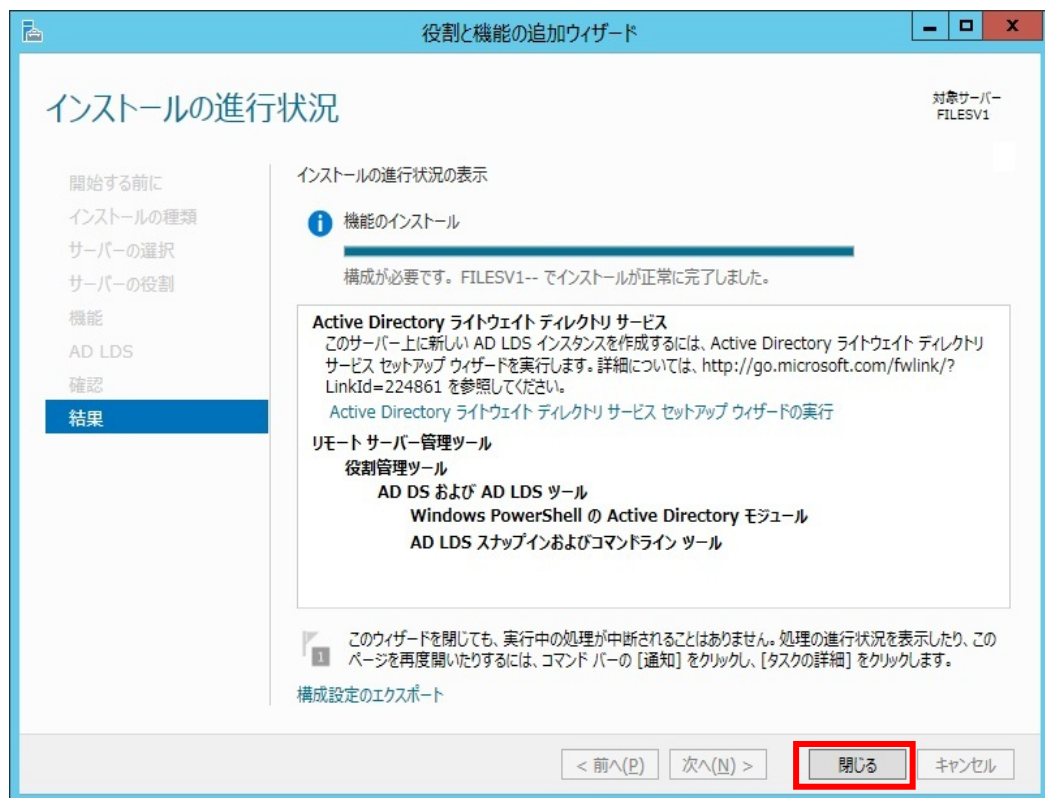 役割と機能の追加ウィザード
インストールの進行状況
対象サーバー
FILESV1
開始する前に
インストールの種類
サーバーの選択
サーバーの役割
機能
AD LDS
確認
結果
インストールの進行状況の表示
機能のインストール
構成が必要です。FILESV1-- でインストールが正常に完了しました。
Active Directory ライトウェイト ディレクトリ サービス
このサーバー上に新しい AD LDS インスタンスを作成するには、Active Directory ライトウェイト ディレクトリ
サービス セットアップ ウィザードを実行します。詳細については、http://go.microsoft.com/fwlink/?
LinkId=224861 を参照してください。
Active Directory ライトウェイト ディレクトリ サービス セットアップ ウィザードの実行
リモート サーバー管理ツール
役割管理ツール
AD DS および AD LDS ツール
Windows PowerShell の Active Directory モジュール
AD LDS スナップインおよびコマンドライン ツール
1
このウィザードを閉じても、実行中の処理が中断されることはありません。処理の進行状況を表示したり、この
ページを再度開いたりするには、コマンド バーの [通知] をクリックし、[タスクの詳細] をクリックします。
構成設定のエクスポート
< 前へ(P) 次へ(N) > 閉じる キャンセル